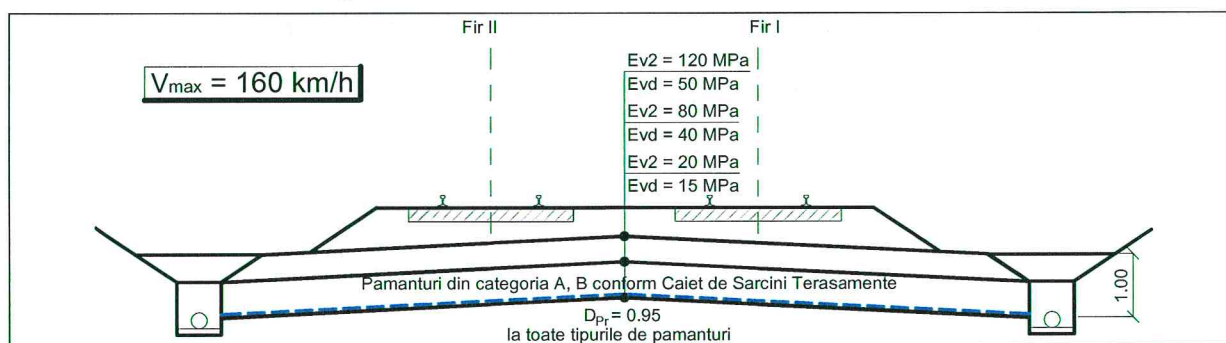 Fir II
Fir I
Vmax = 160 km/h
Ev2 = 120 MPa
Evd = 50 MPa
Ev2 = 80 MPa
Evd = 40 MPa
Ev2 = 20 MPa
Evd = 15 MPa
Pamanturi din categoria A, B conform Caiet de Sarcini Terasamente
1.00
DPr = 0.95
la toate tipurile de pamanturi